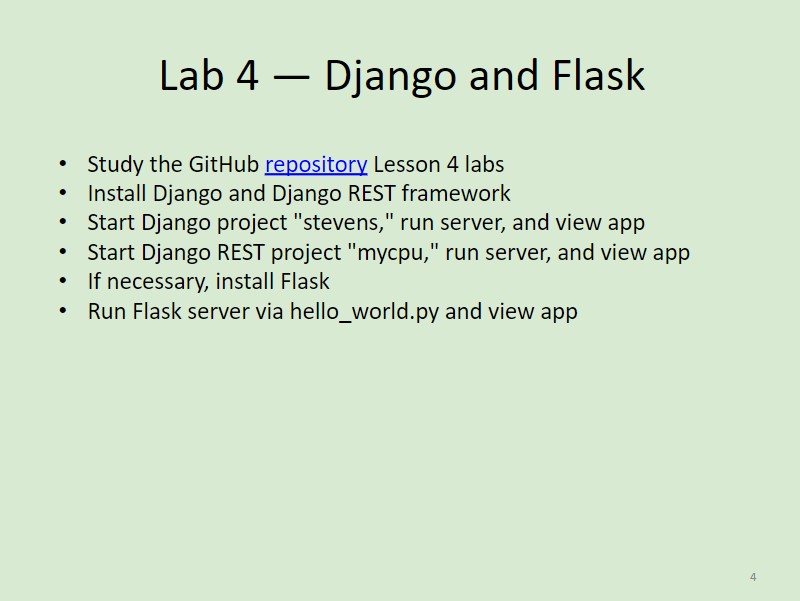 Lab 4 — Django and Flask
• Study the GitHub repository Lesson 4 labs
• Install Django and Django REST framework
• Start Django project "stevens," run server, and view app
• Start Django REST project "mycpu," run server, and view app
• If necessary, install Flask
• Run Flask server via hello_world.py and view app
4